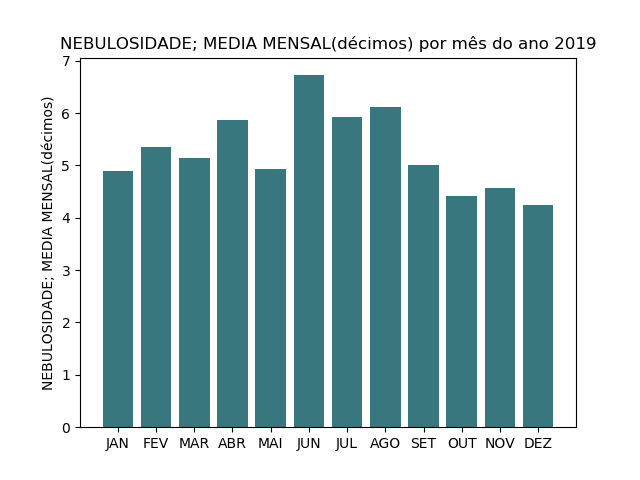 NEBULOSIDADE; MEDIA MENSAL(décimos) por mês do ano 2019
NEBULOSIDADE; MEDIA MENSAL(décimos)
7
6
5
4
3
2
1
0
JAN FEV MAR ABR MAI JUN JUL AGO SET OUT NOV DEZ